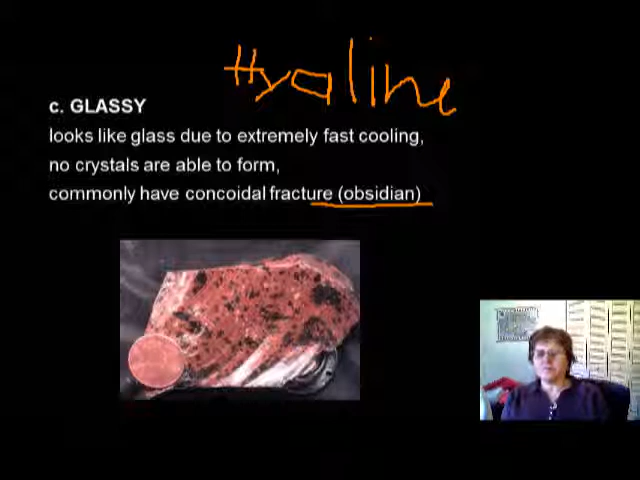 Hyaline
c. GLASSY
looks like glass due to extremely fast cooling,
no crystals are able to form,
commonly have concoidal fracture (obsidian)